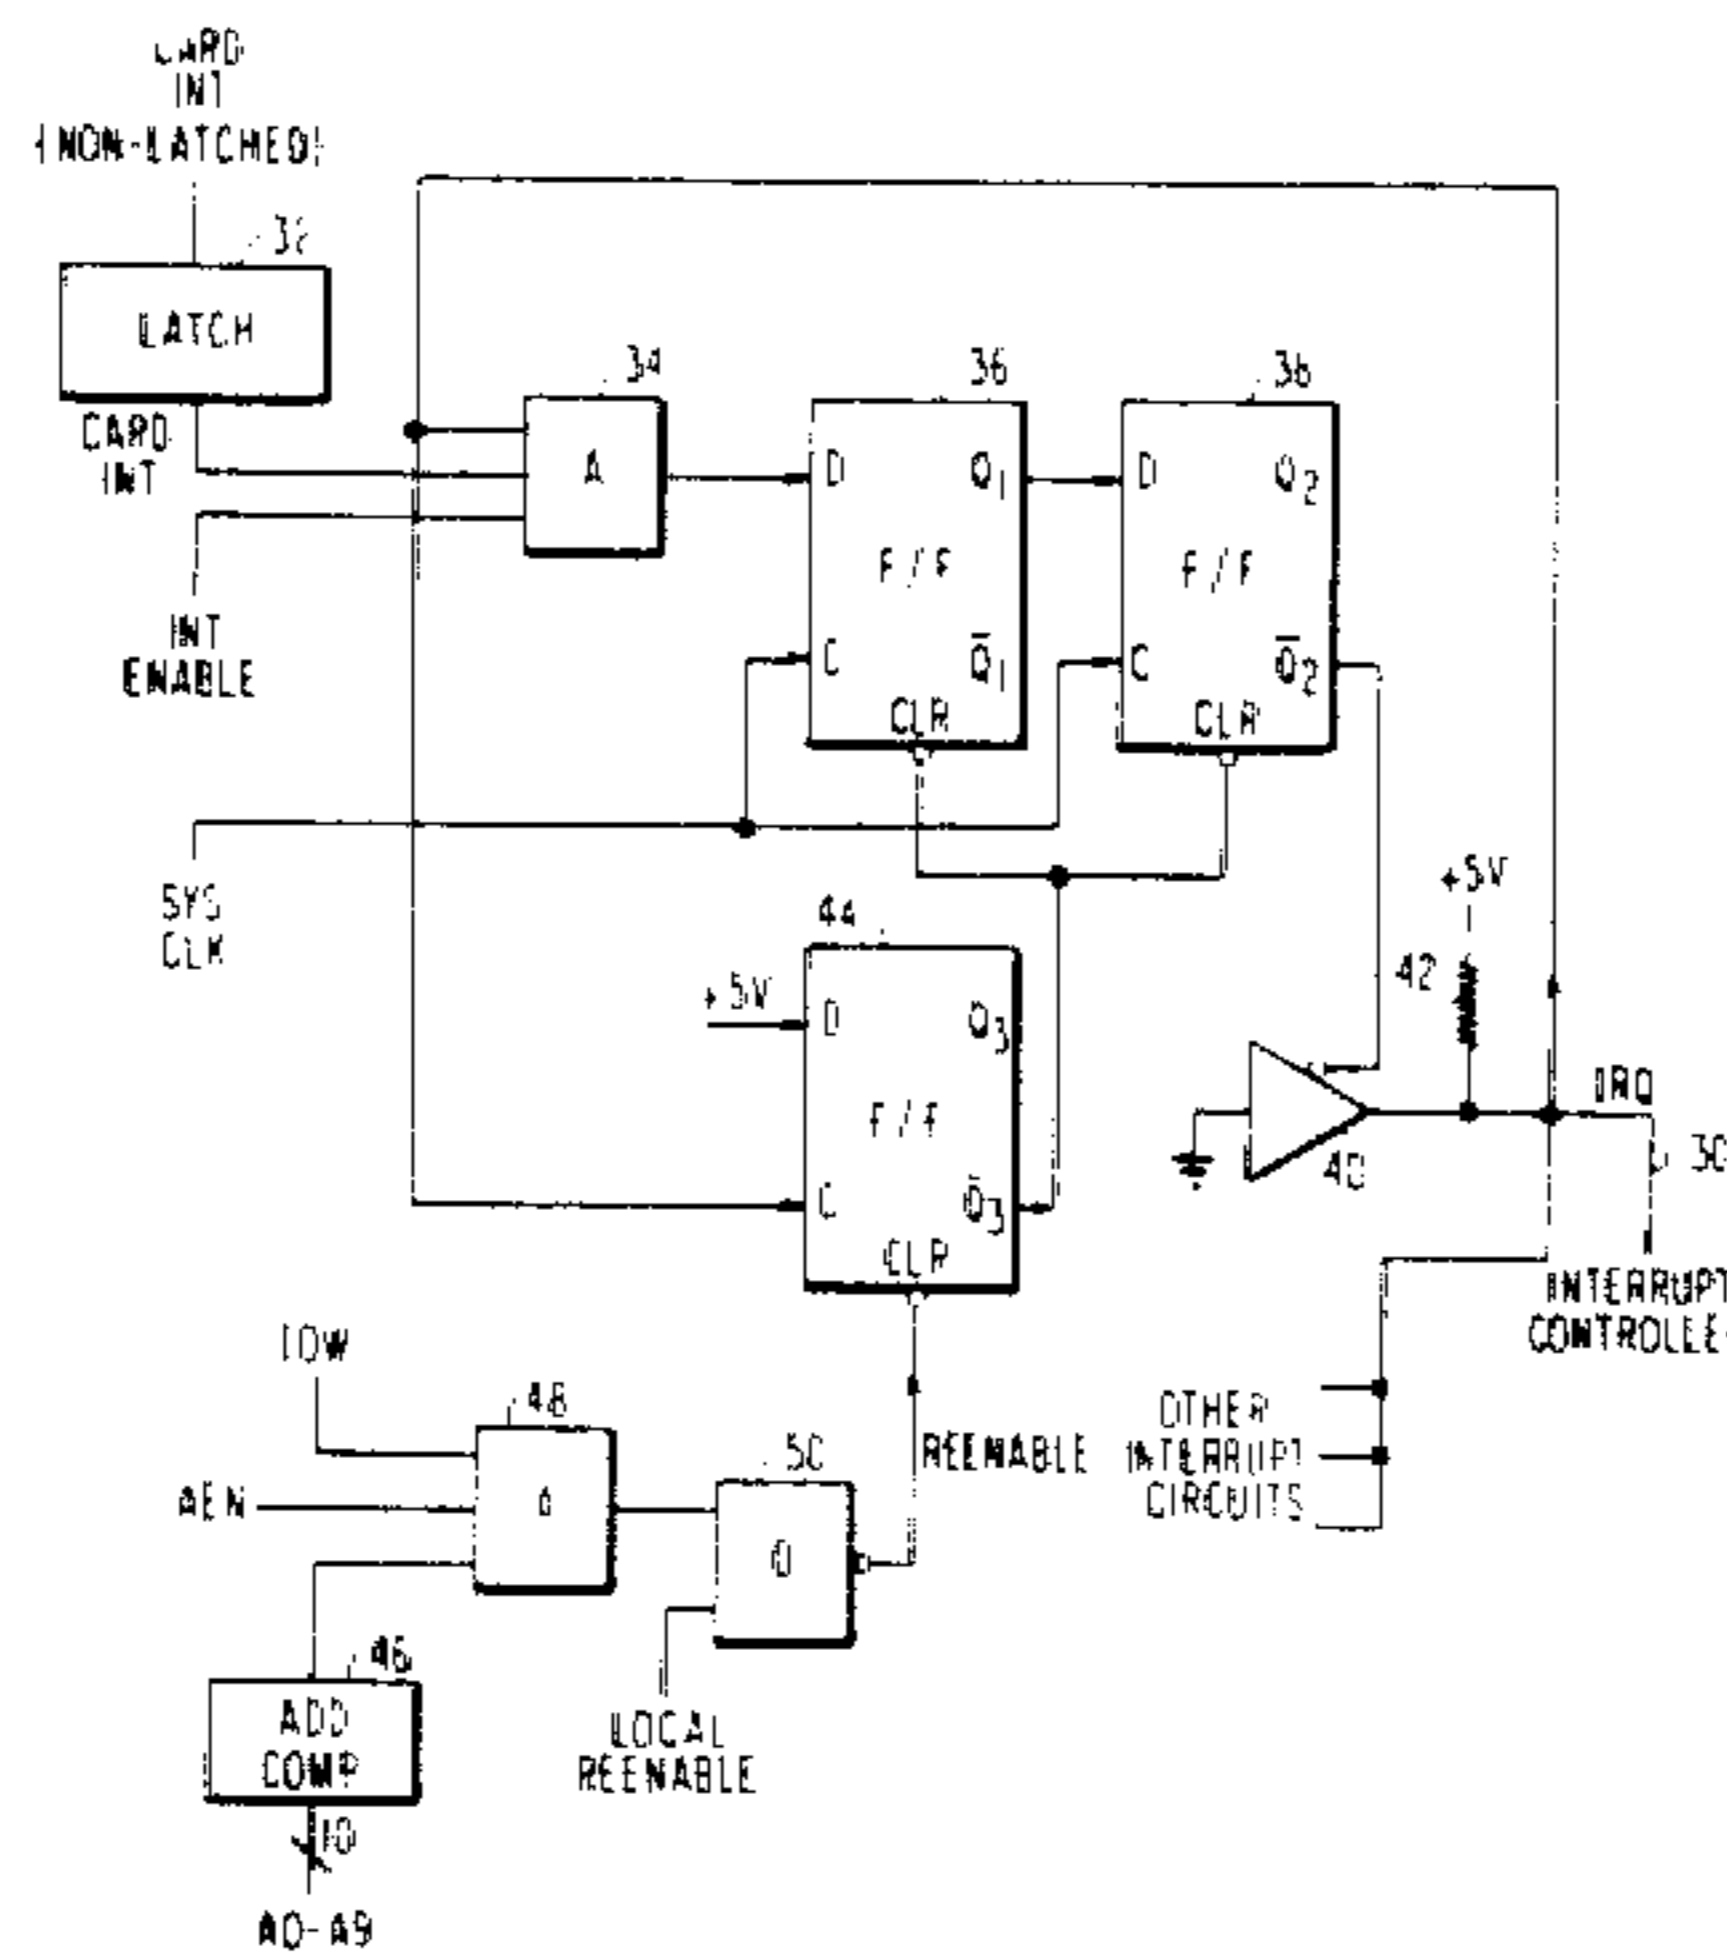 CARD
INT
(NON-LATCHED)
32
LATCH
CARD
INT
34
A
36
D
Q1
F/F
C
Q̅1
CLR
36
D
Q2
F/F
C
Q̅2
CLR
INT
ENABLE
SYS
CLK
44
+5V
D
Q3
F/F
C
Q̅3
CLR
+5V
42
IRQ
40
30
INTERRUPT
IOW
48
AEN
50
O
REENABLE
OTHER
INTERRUPT
CIRCUITS
46
ADD
COMP
LOCAL
REENABLE
10
A0-A9